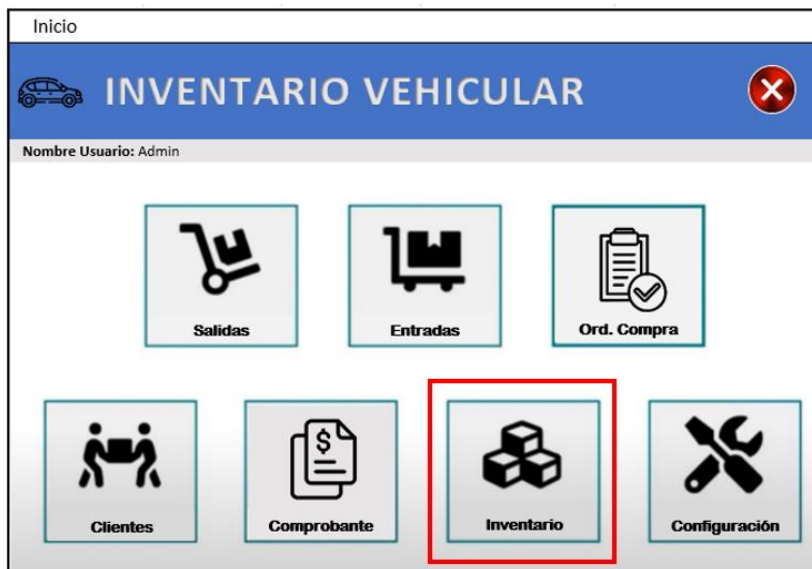 Inicio
INVENTARIO VEHICULAR
Nombre Usuario: Admin
Salidas
Entradas
Ord. Compra
$
Clientes
Comprobante
Inventario
Configuración